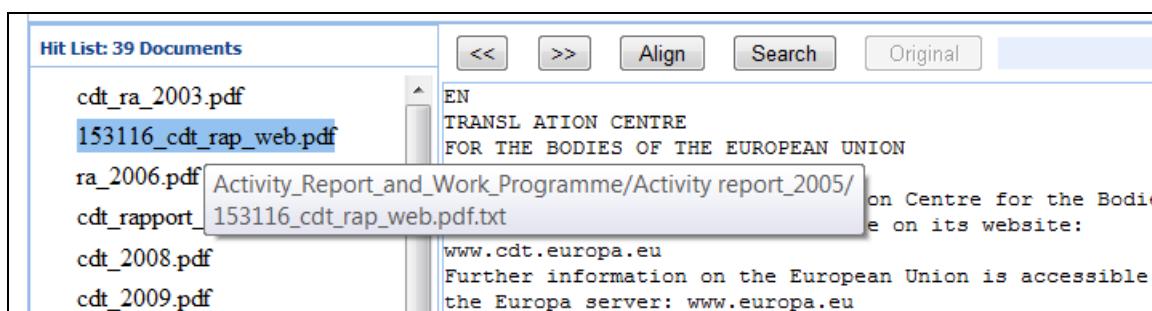 Hit List: 39 Documents
<< >> Align Search Original
cdt_ra_2003.pdf
153116_cdt_rap_web.pdf
ra_2006.pdf
cdt_rapport_
cdt_2008.pdf
cdt_2009.pdf
Activity_Report_and_Work_Programme/Activity report_2005/
153116_cdt_rap_web.pdf.txt
EN
TRANSL ATION CENTRE
FOR THE BODIES OF THE EUROPEAN UNION
on Centre for the Bodie
e on its website:
www.cdt.europa.eu
Further information on the European Union is accessible
the Europa server: www.europa.eu